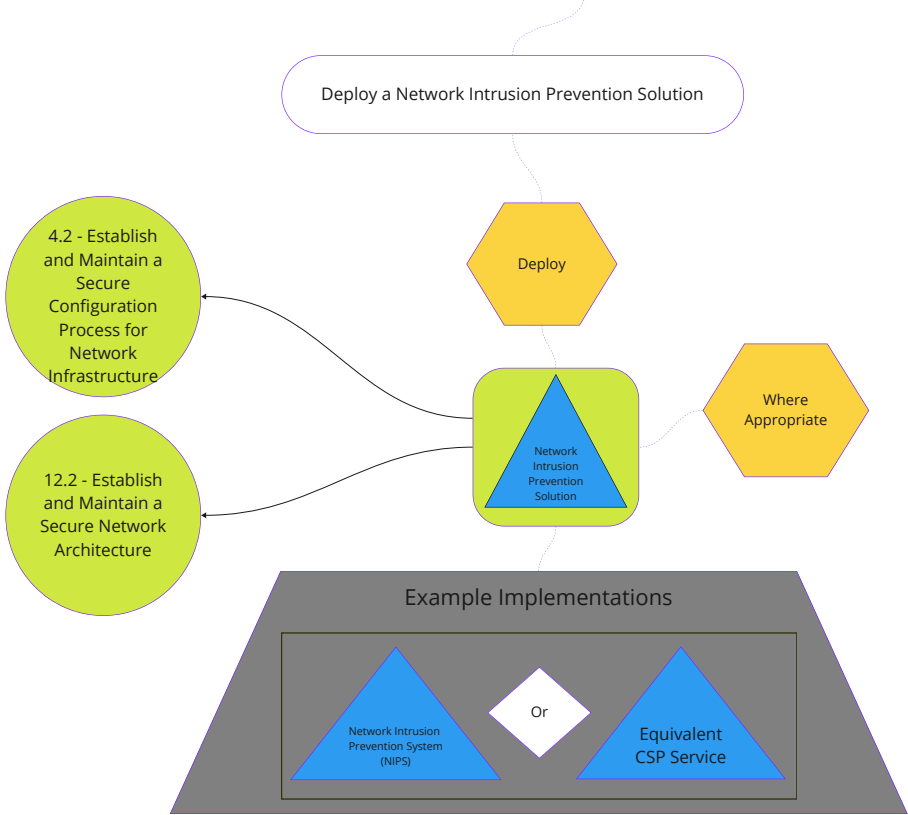 Deploy a Network Intrusion Prevention Solution
Deploy
4.2 - Establish
and Maintain a
Secure
Configuration
Process for
Network
Infrastructure
Where
Appropriate
Network
Intrusion
Prevention
Solution
12.2 - Establish
and Maintain a
Secure Network
Architecture
Example Implementations
Network Intrusion
Prevention System
(NIPS)
Or
Equivalent
CSP Service